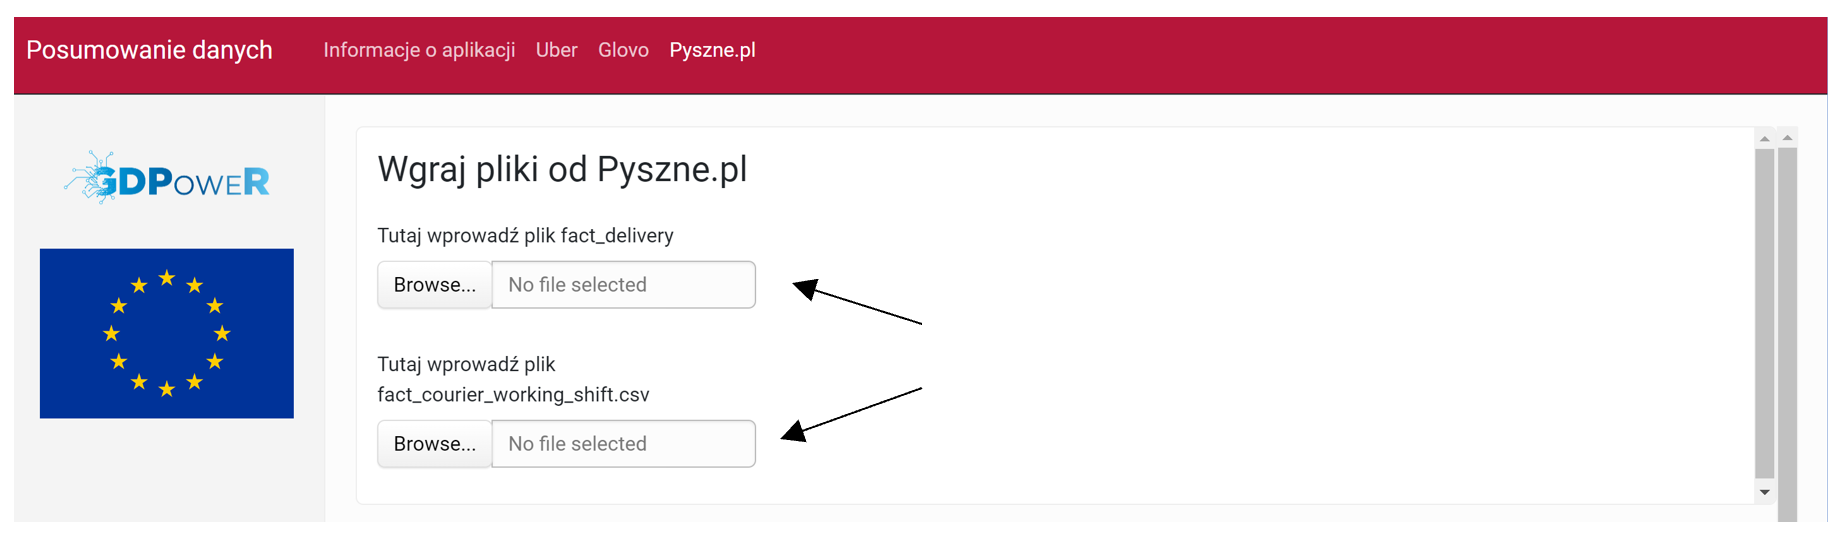 Posumowanie danych Informacje o aplikacji Uber Glovo Pyszne.pl
GDPoweR
Wgraj pliki od Pyszne.pl
Tutaj wprowadź plik fact_delivery
Browse... No file selected
Tutaj wprowadź plik
fact_courier_working_shift.csv
Browse... No file selected